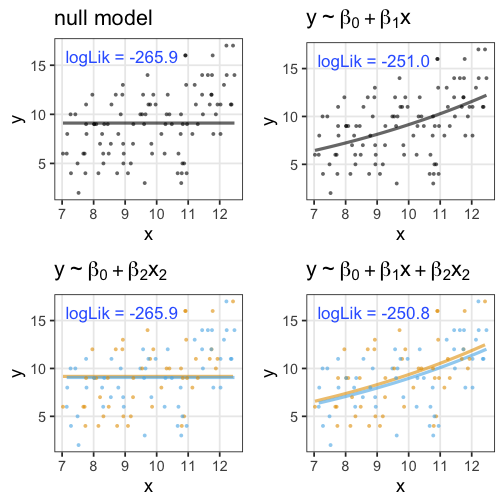 null model
logLik = -265.9
15
10
5
y
7 8 9 10 11 12
x
y ~ β₀ + β₁x
logLik = -251.0
15
10
5
y
7 8 9 10 11 12
x
y ~ β₀ + β₂x₂
logLik = -265.9
15
10
5
y
7 8 9 10 11 12
x
y ~ β₀ + β₁x + β₂x₂
logLik = -250.8
15
10
5
y
7 8 9 10 11 12
x